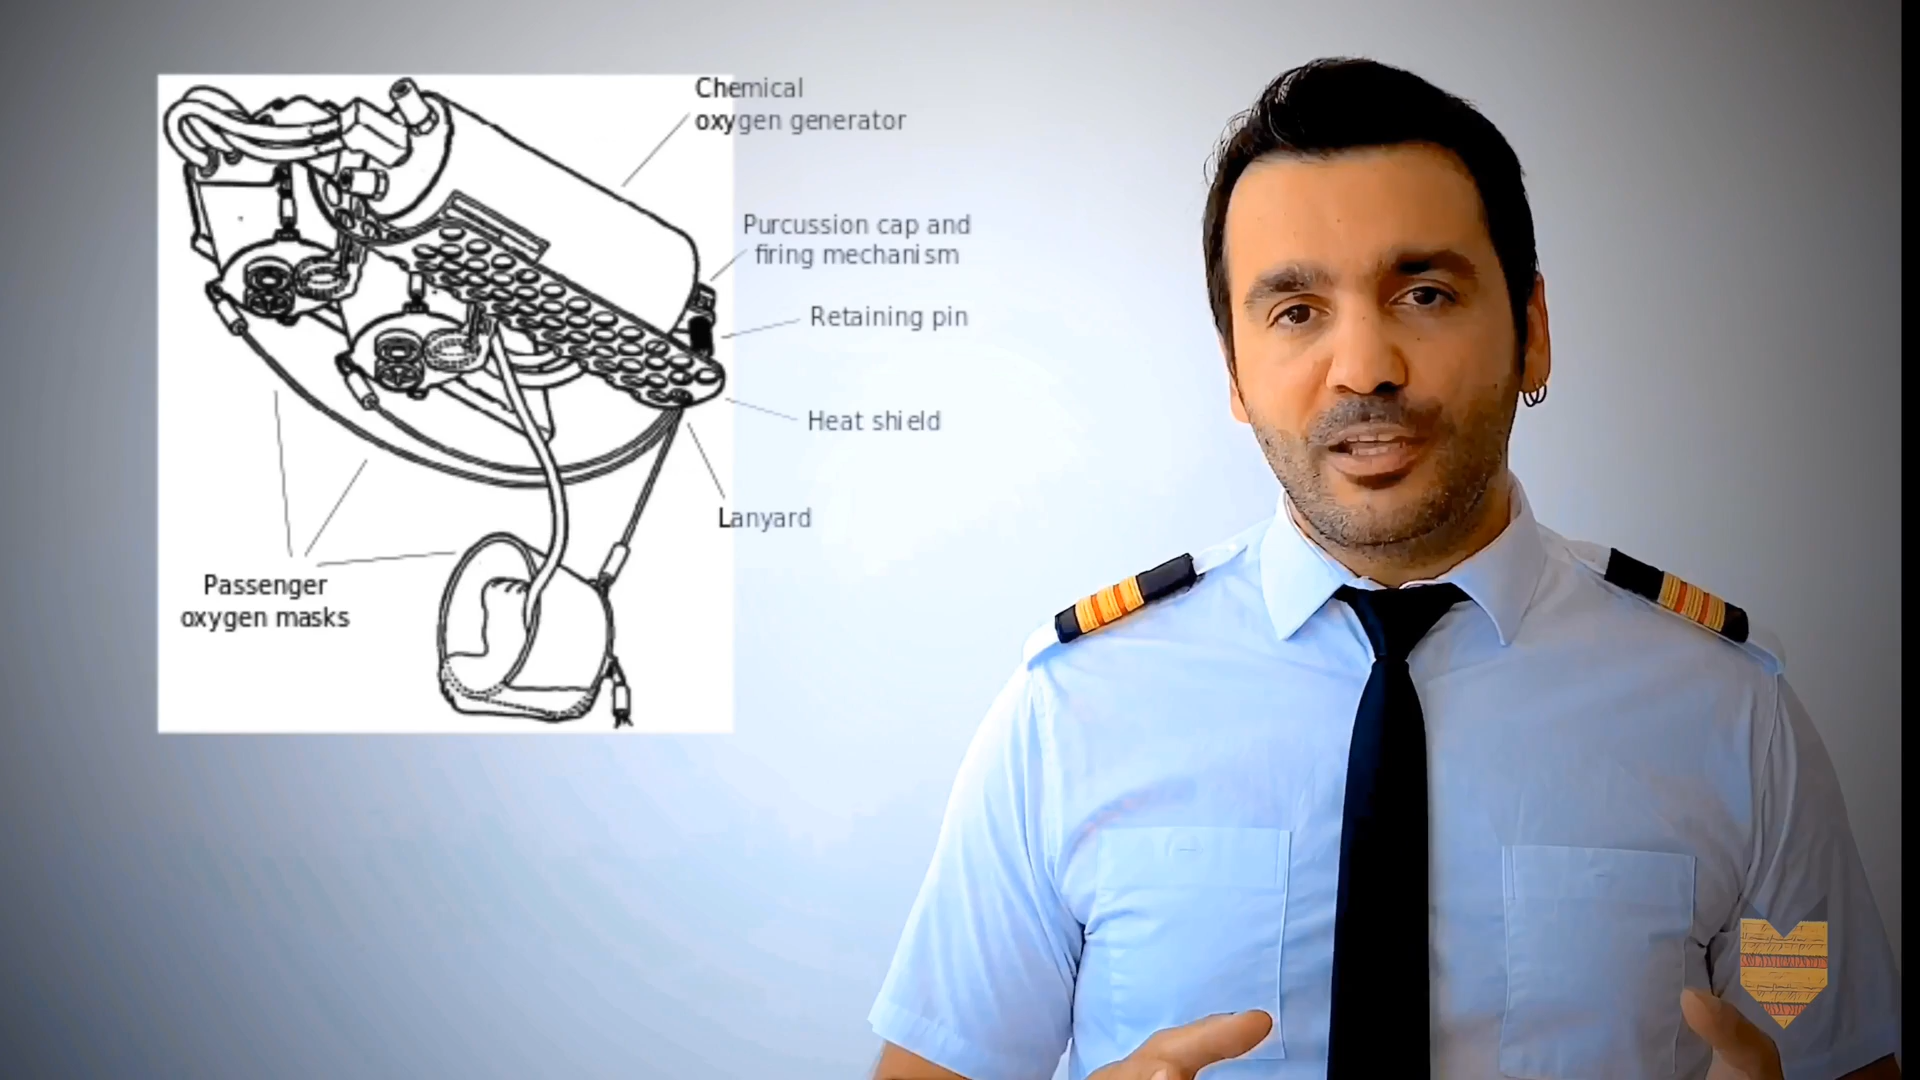 Chemical
oxygen generator
Purcussion cap and
firing mechanism
Retaining pin
Heat shield
Lanyard
Passenger
oxygen masks